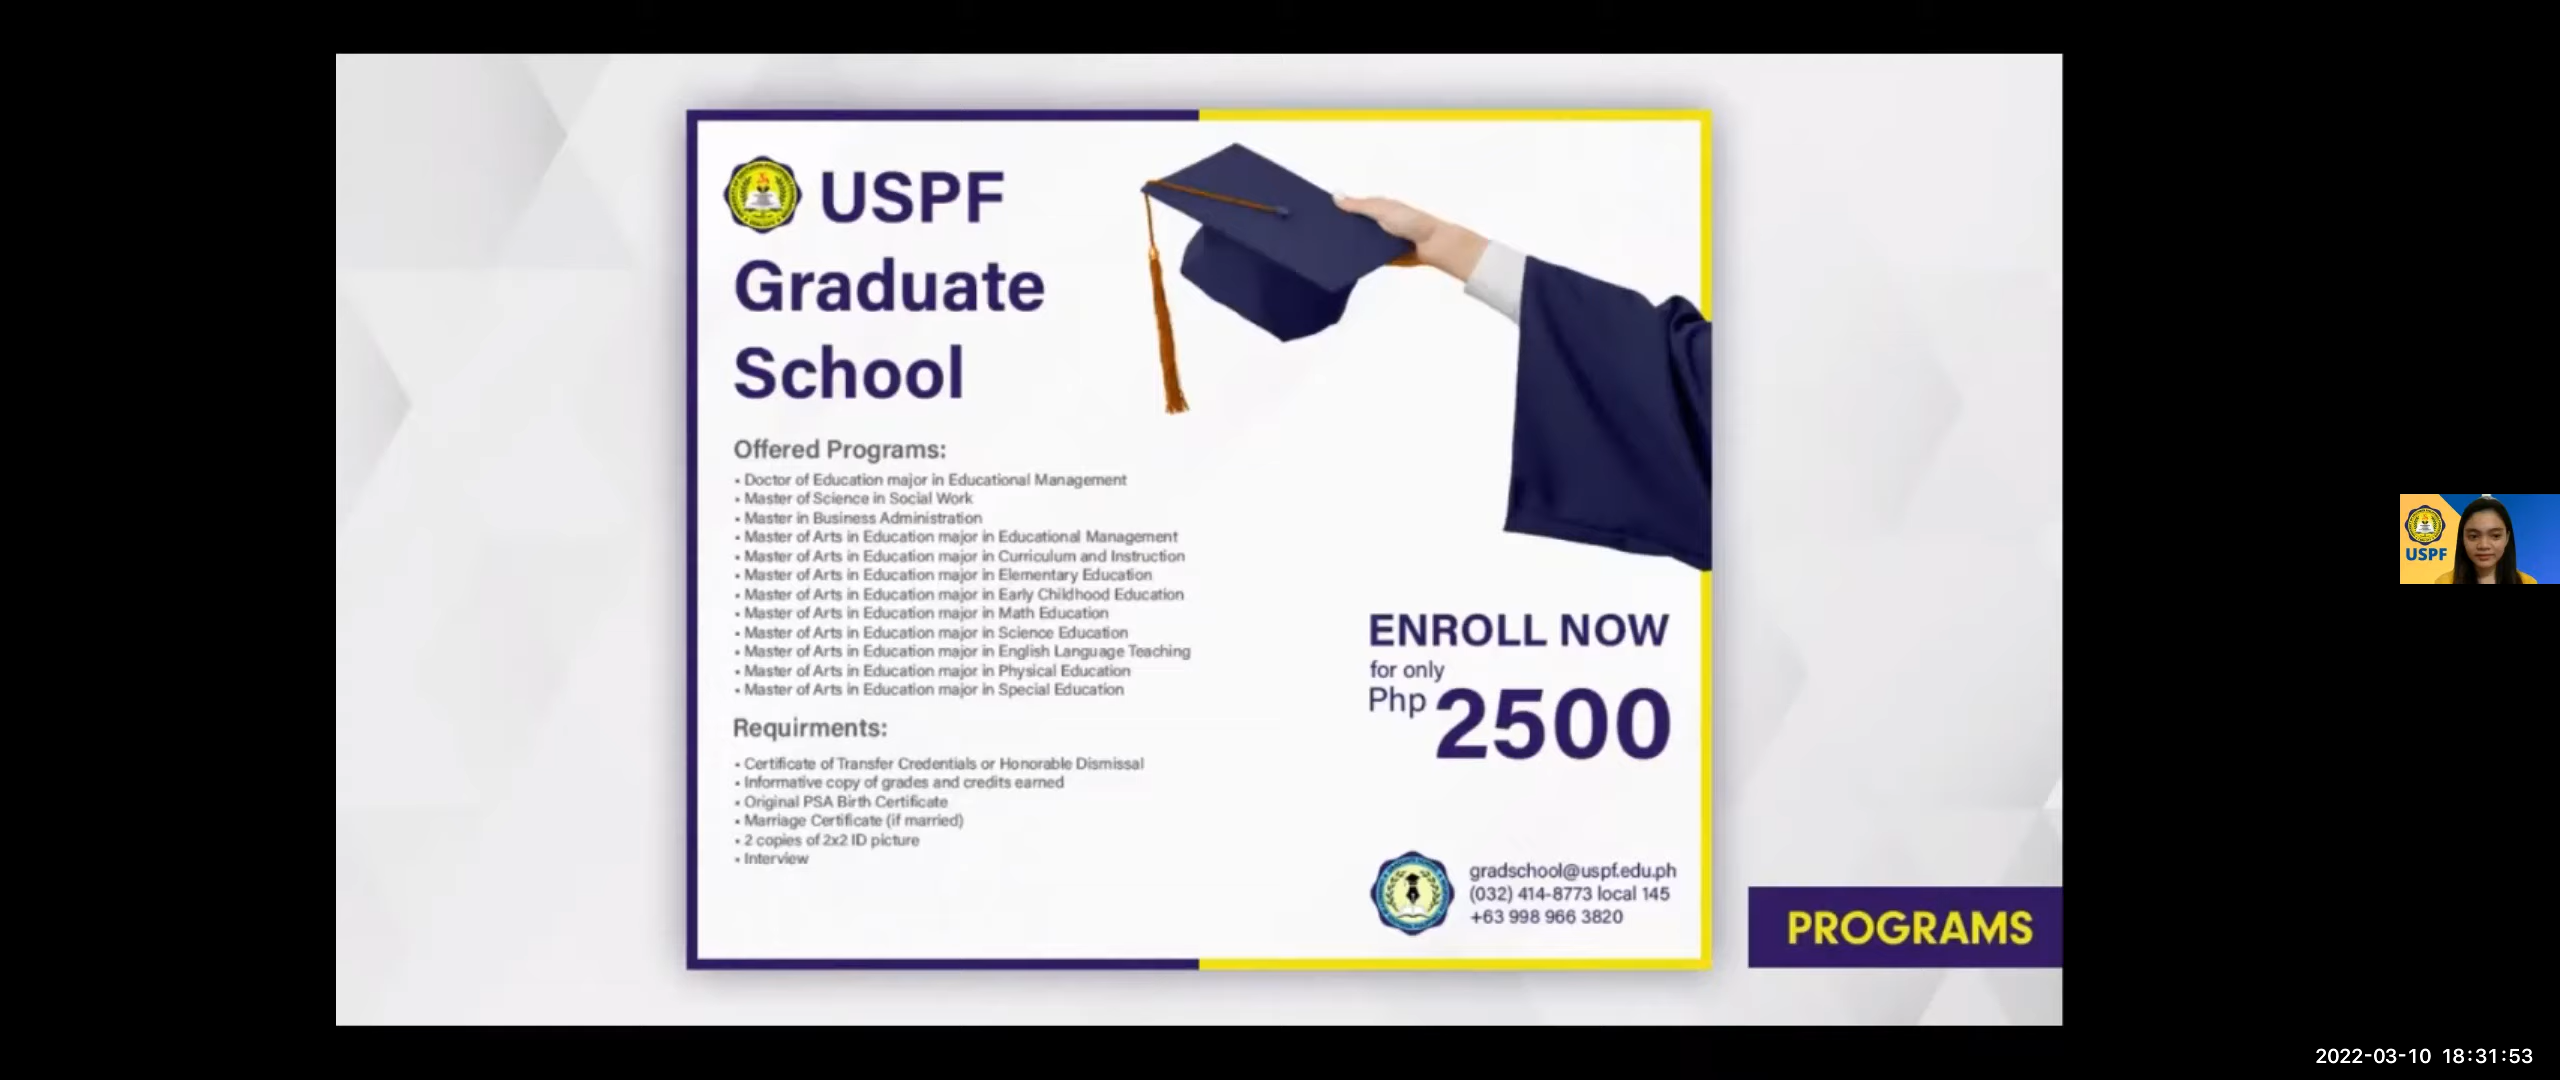 USPF
Graduate
School
Offered Programs:
• Doctor of Education major in Educational Management
• Master of Science in Social Work
• Master in Business Administration
• Master of Arts in Education major in Educational Management
• Master of Arts in Education major in Curriculum and Instruction
• Master of Arts in Education major in Elementary Education
• Master of Arts in Education major in Early Childhood Education
• Master of Arts in Education major in Math Education
• Master of Arts in Education major in Science Education
• Master of Arts in Education major in English Language Teaching
• Master of Arts in Education major in Physical Education
• Master of Arts in Education major in Special Education
Requirments:
• Certificate of Transfer Credentials or Honorable Dismissal
• Informative copy of grades and credits earned
• Original PSA Birth Certificate
• Marriage Certificate (if married)
• 2 copies of 2x2 ID picture
• Interview
ENROLL NOW
for only
Php 2500
gradschool@uspf.edu.ph
(032) 414-8773 local 145
+63 998 966 3820
PROGRAMS
USPF
2022-03-10 18:31:53